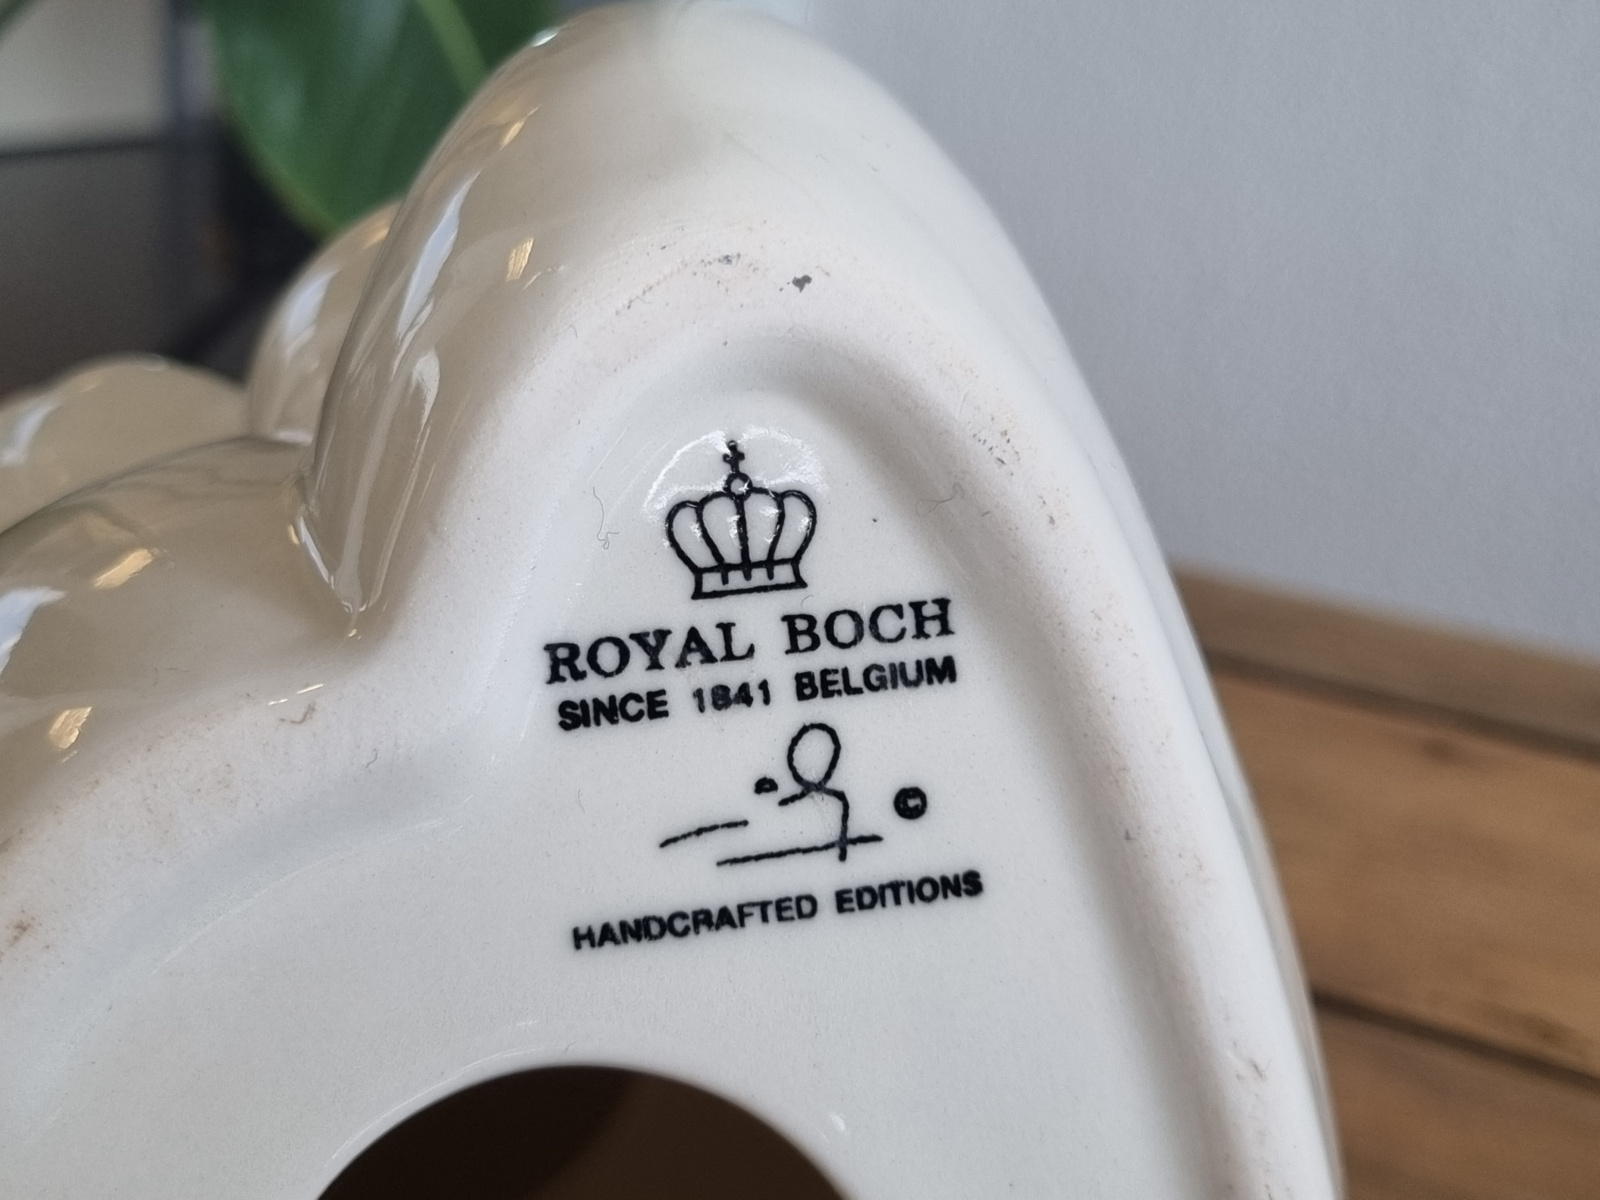 ROYAL BOCH
SINCE 1841 BELGIUM
©
HANDCRAFTED EDITIONS